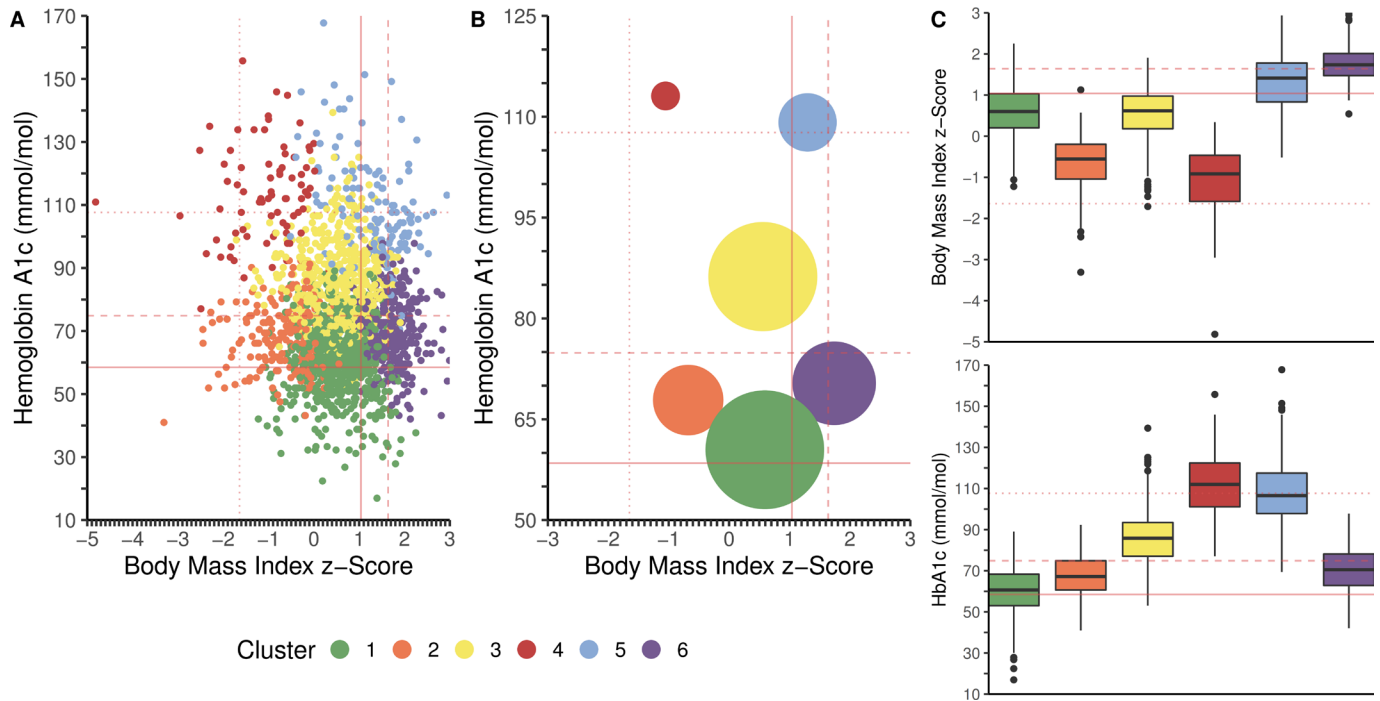 A
170
150
130
110
90
70
50
30
10
Hemoglobin A1c (mmol/mol)
−5 −4 −3 −2 −1 0 1 2 3
Body Mass Index z−Score
B
125
110
95
80
65
50
Hemoglobin A1c (mmol/mol)
−3 −2 −1 0 1 2 3
Body Mass Index z−Score
C
3
2
1
0
−1
−2
−3
−4
−5
Body Mass Index z−Score
170
150
130
110
90
70
50
30
10
HbA1c (mmol/mol)
Cluster 1 2 3 4 5 6